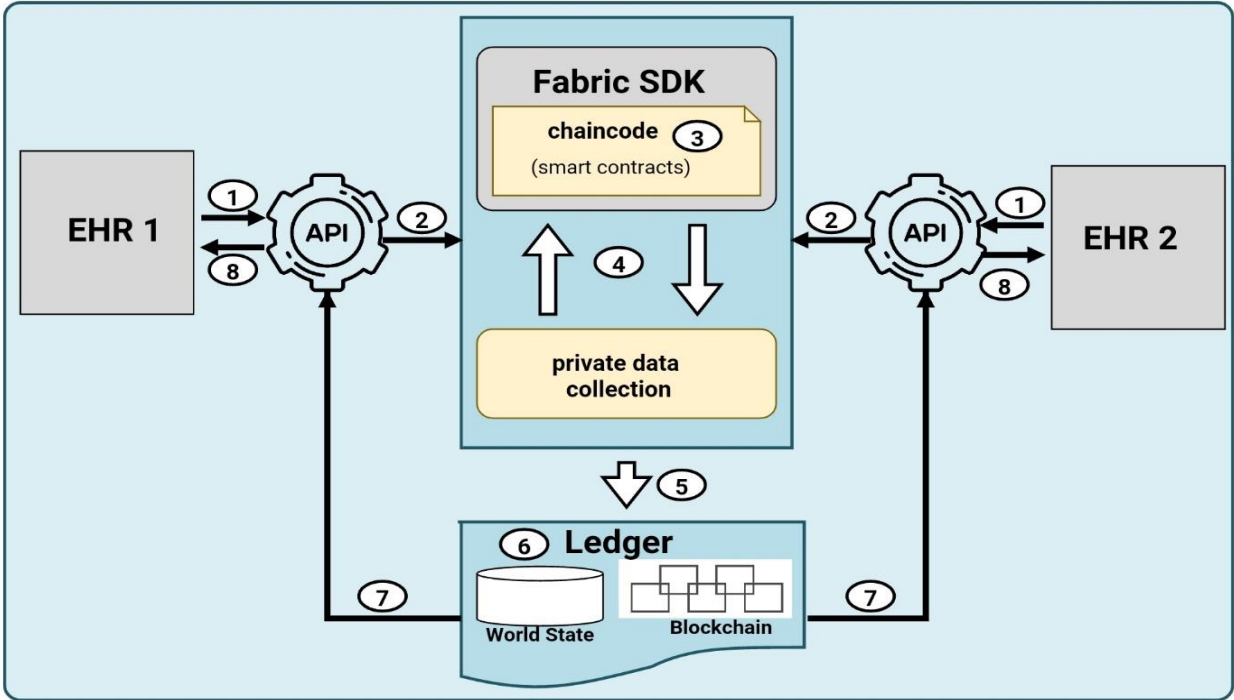 Fabric SDK
chaincode
3
(smart contracts)
EHR 1
1
8
API
2
4
2
API
1
8
EHR 2
private data
collection
5
6
Ledger
World State
Blockchain
7
7